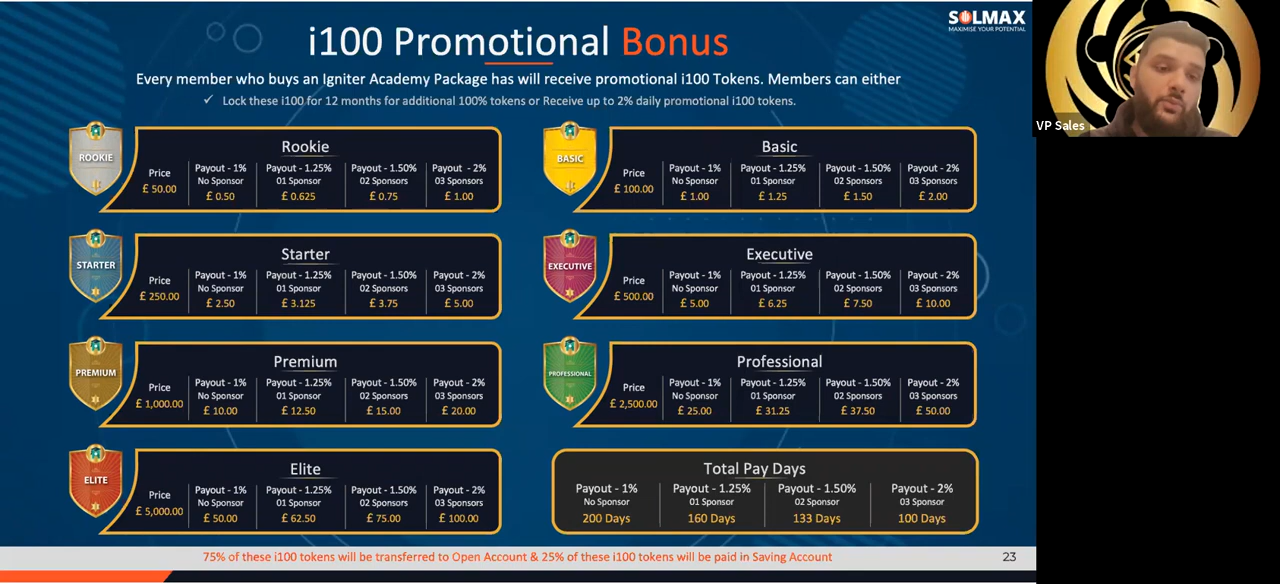 SOLMAX
MAXIMISE YOUR POTENTIAL
i100 Promotional Bonus
Every member who buys an Igniter Academy Package has will receive promotional i100 Tokens. Members can either
✓ Lock these i100 for 12 months for additional 100% tokens or Receive up to 2% daily promotional i100 tokens.
VP Sales
ROOKIE
Rookie
Price Payout - 1% Payout - 1.25% Payout - 1.50% Payout - 2%
No Sponsor 01 Sponsor 02 Sponsors 03 Sponsors
£ 50.00 £ 0.50 £ 0.625 £ 0.75 £ 1.00
BASIC
Basic
Price Payout - 1% Payout - 1.25% Payout - 1.50% Payout - 2%
No Sponsor 01 Sponsor 02 Sponsors 03 Sponsors
£ 100.00 £ 1.00 £ 1.25 £ 1.50 £ 2.00
STARTER
Starter
Price Payout - 1% Payout - 1.25% Payout - 1.50% Payout - 2%
No Sponsor 01 Sponsor 02 Sponsors 03 Sponsors
£ 250.00 £ 2.50 £ 3.125 £ 3.75 £ 5.00
EXECUTIVE
Executive
Price Payout - 1% Payout - 1.25% Payout - 1.50% Payout - 2%
No Sponsor 01 Sponsor 02 Sponsors 03 Sponsors
£ 500.00 £ 5.00 £ 6.25 £ 7.50 £ 10.00
PREMIUM
Premium
Price Payout - 1% Payout - 1.25% Payout - 1.50% Payout - 2%
No Sponsor 01 Sponsor 02 Sponsors 03 Sponsors
£ 1,000.00 £ 10.00 £ 12.50 £ 15.00 £ 20.00
PROFESSIONAL
Professional
Price Payout - 1% Payout - 1.25% Payout - 1.50% Payout - 2%
No Sponsor 01 Sponsor 02 Sponsors 03 Sponsors
£ 2,500.00 £ 25.00 £ 31.25 £ 37.50 £ 50.00
ELITE
Elite
Price Payout - 1% Payout - 1.25% Payout - 1.50% Payout - 2%
No Sponsor 01 Sponsor 02 Sponsors 03 Sponsors
£ 5,000.00 £ 50.00 £ 62.50 £ 75.00 £ 100.00
Total Pay Days
Payout - 1% Payout - 1.25% Payout - 1.50% Payout - 2%
No Sponsor 01 Sponsor 02 Sponsor 03 Sponsor
200 Days 160 Days 133 Days 100 Days
75% of these i100 tokens will be transferred to Open Account & 25% of these i100 tokens will be paid in Saving Account
23